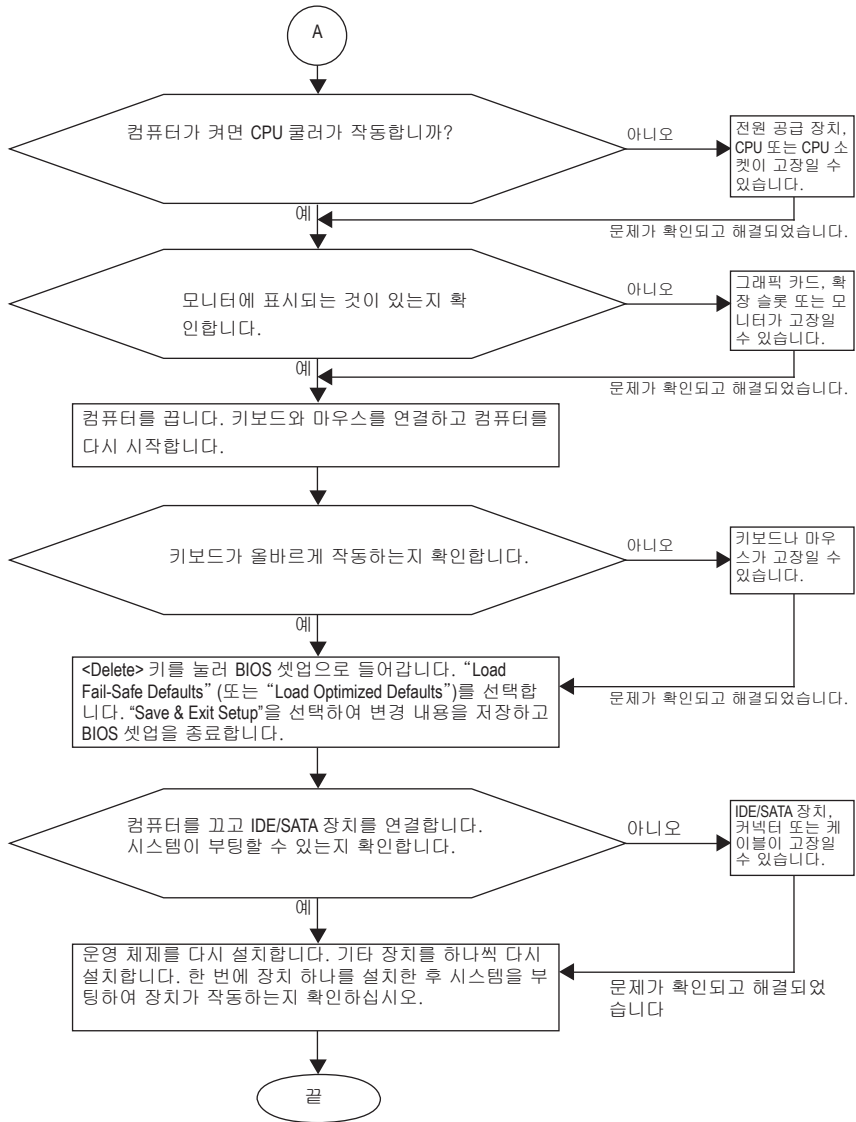 A
컴퓨터가 켜면 CPU 쿨러가 작동합니까?
아니오
전원 공급 장치,
CPU 또는 CPU 소
켓이 고장일 수
있습니다.
예
문제가 확인되고 해결되었습니다.
모니터에 표시되는 것이 있는지 확
인합니다.
아니오
그래픽 카드, 확
장 슬롯 또는 모
니터가 고장일
수 있습니다.
예
문제가 확인되고 해결되었습니다.
컴퓨터를 끕니다. 키보드와 마우스를 연결하고 컴퓨터를
다시 시작합니다.
키보드가 올바르게 작동하는지 확인합니다.
아니오
키보드나 마우
스가 고장일 수
있습니다.
예
<Delete> 키를 눌러 BIOS 셋업으로 들어갑니다. “Load
Fail-Safe Defaults” (또는 “Load Optimized Defaults”)를 선택합
니다. “Save & Exit Setup”을 선택하여 변경 내용을 저장하고
BIOS 셋업을 종료합니다.
문제가 확인되고 해결되었습니다.
컴퓨터를 끄고 IDE/SATA 장치를 연결합니다.
시스템이 부팅할 수 있는지 확인합니다.
아니오
IDE/SATA 장치,
커넥터 또는 케
이블이 고장일
수 있습니다.
예
운영 체제를 다시 설치합니다. 기타 장치를 하나씩 다시
설치합니다. 한 번에 장치 하나를 설치한 후 시스템을 부
팅하여 장치가 작동하는지 확인하십시오.
문제가 확인되고 해결되었
습니다
끝